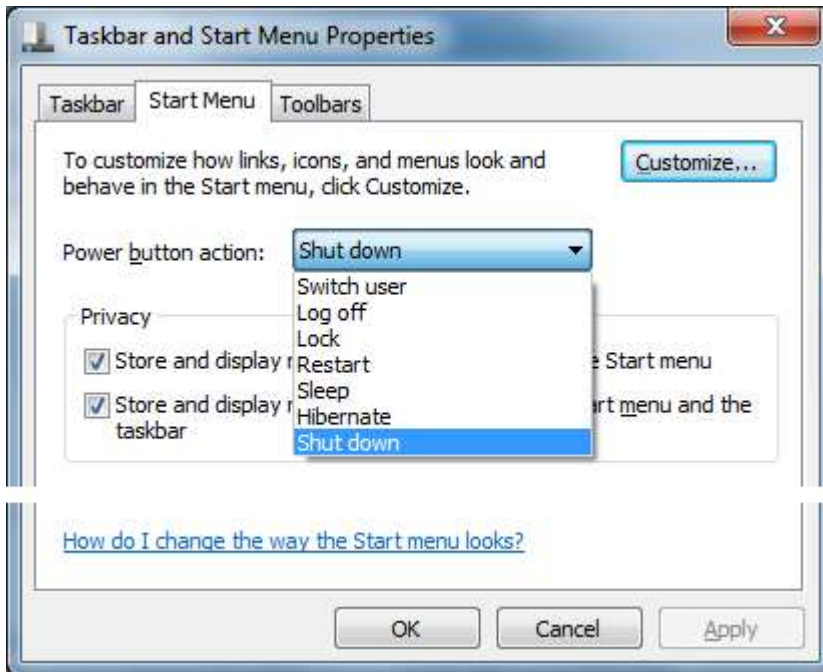 Taskbar and Start Menu Properties
Taskbar
Start Menu
Toolbars
To customize how links, icons, and menus look and
behave in the Start menu, click Customize.
Customize...
Power button action:
Shut down
Switch user
Log off
Lock
Restart
Sleep
Hibernate
Shut down
Privacy
Store and display
e Start menu
Store and display
art menu and the
taskbar
How do I change the way the Start menu looks?
OK
Cancel
Apply